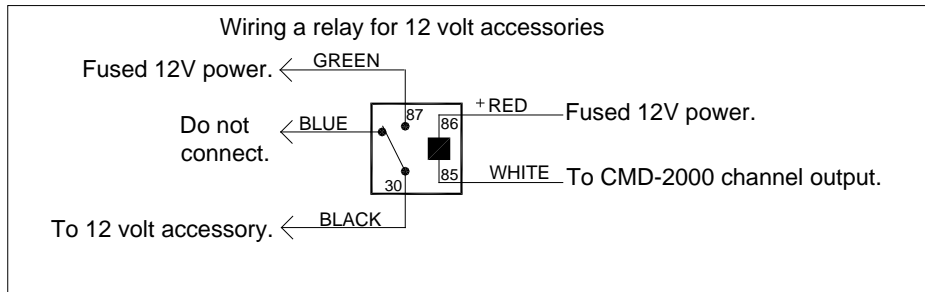 Wiring a relay for 12 volt accessories
Fused 12V power.
GREEN
87
+RED
Fused 12V power.
86
Do not
connect.
BLUE
85
WHITE
To CMD-2000 channel output.
30
To 12 volt accessory.
BLACK